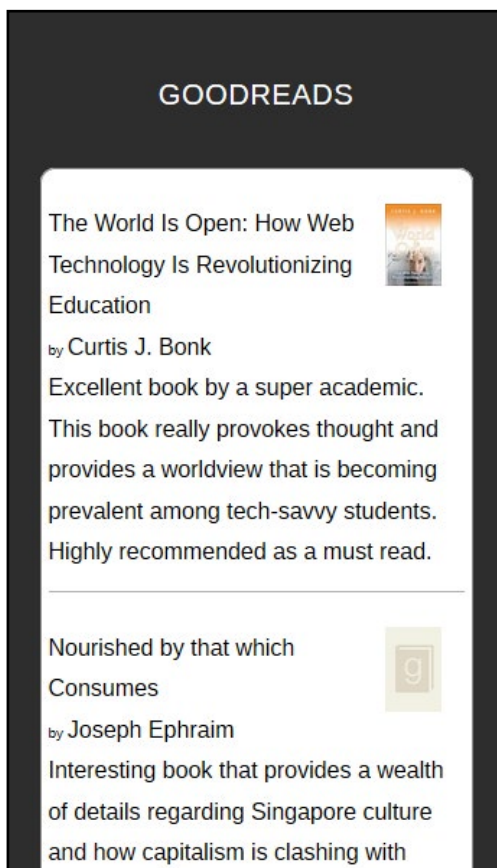 GOODREADS
The World Is Open: How Web
Technology Is Revolutionizing
Education
by Curtis J. Bonk
Excellent book by a super academic.
This book really provokes thought and
provides a worldview that is becoming
prevalent among tech-savvy students.
Highly recommended as a must read.
Nourished by that which
Consumes
by Joseph Ephraim
Interesting book that provides a wealth
of details regarding Singapore culture
and how capitalism is clashing with